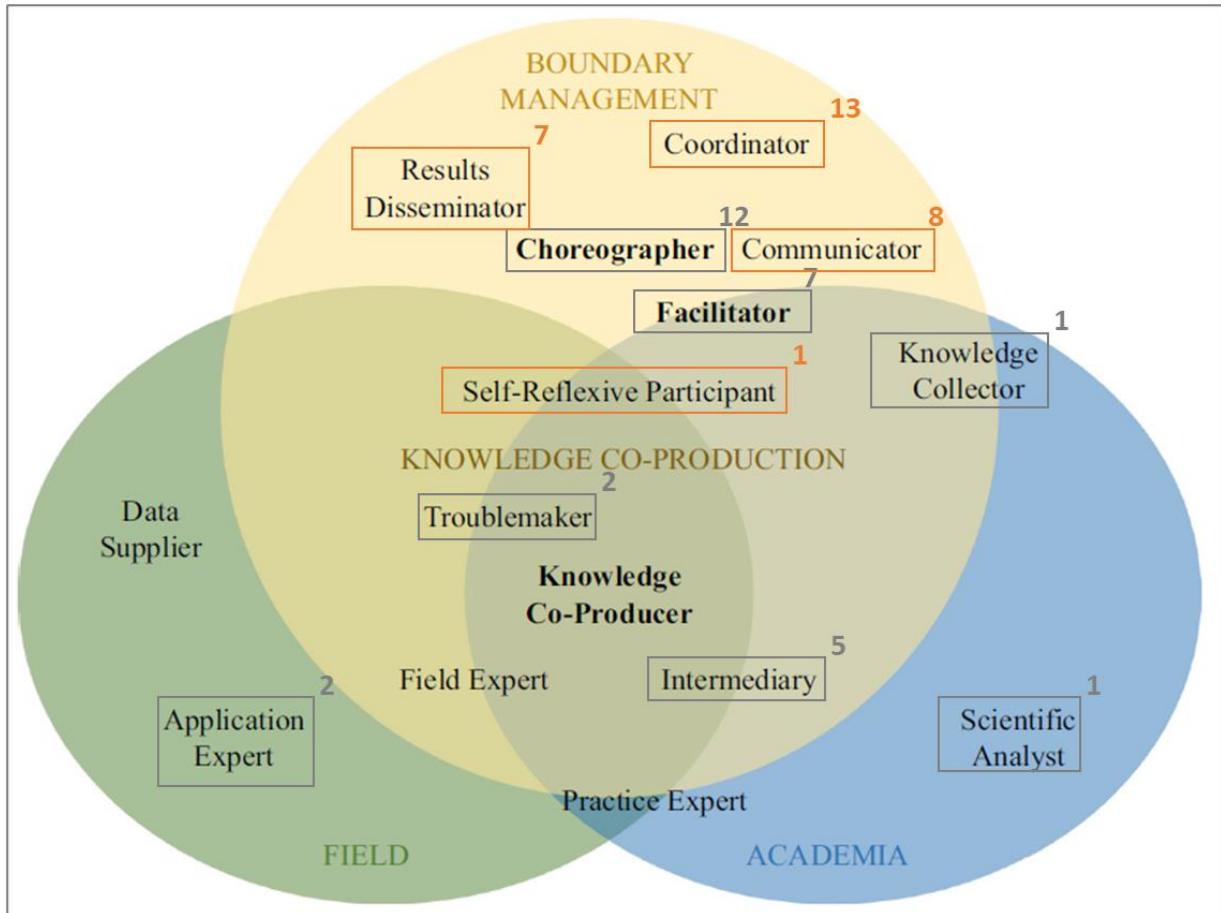 BOUNDARY
MANAGEMENT
13
Coordinator
7
Results
Disseminator
12
Choreographer
8
Communicator
7
Facilitator
1
Knowledge
Collector
1
Self-Reflexive Participant
KNOWLEDGE CO-PRODUCTION
2
Troublemaker
Data
Supplier
Knowledge
Co-Producer
Field Expert
5
Intermediary
2
Application
Expert
1
Scientific
Analyst
Practice Expert
FIELD
ACADEMIA